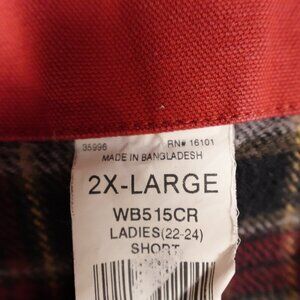 35996 RN# 16101
MADE IN BANGLADESH
2X-LARGE
WB515CR
LADIES(22-24)
SHORT